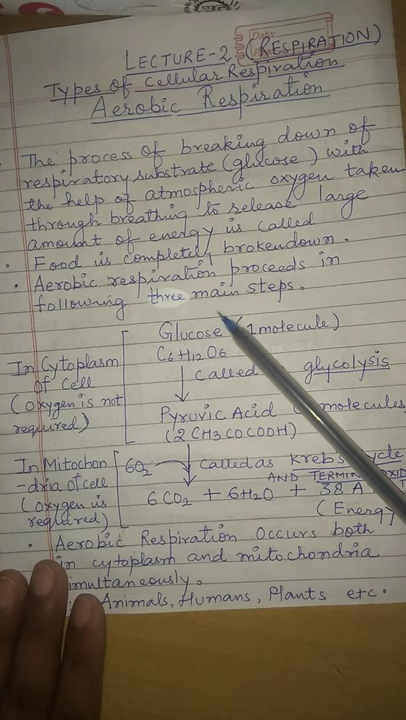 LECTURE-2 (RESPIRATION)
Types of Cellular Respiration
Aerobic Respiration
The process of breaking down of
respiratory substrate (glucose) with
the help of atmospheric oxygen taken
through breathing to release large
amount of energy is called
• Food is completely brokendown.
• Aerobic respiration proceeds in
following three main steps.
Glucose (1 molecule)
C6H12O6
In Cytoplasm
of cell
(oxygen is not
required)
called glycolysis
Pyruvic Acid molecules
(2 CH3COCOOH)
In Mitochon
-dria of cell
(oxygen is
required)
6O2 called as Krebs
AND
6CO2 + 6H2O + 38 A
(Energy
• Aerobic Respiration occurs both
in cytoplasm and mitochondria
simultaneously.
Animals, Humans, Plants etc.